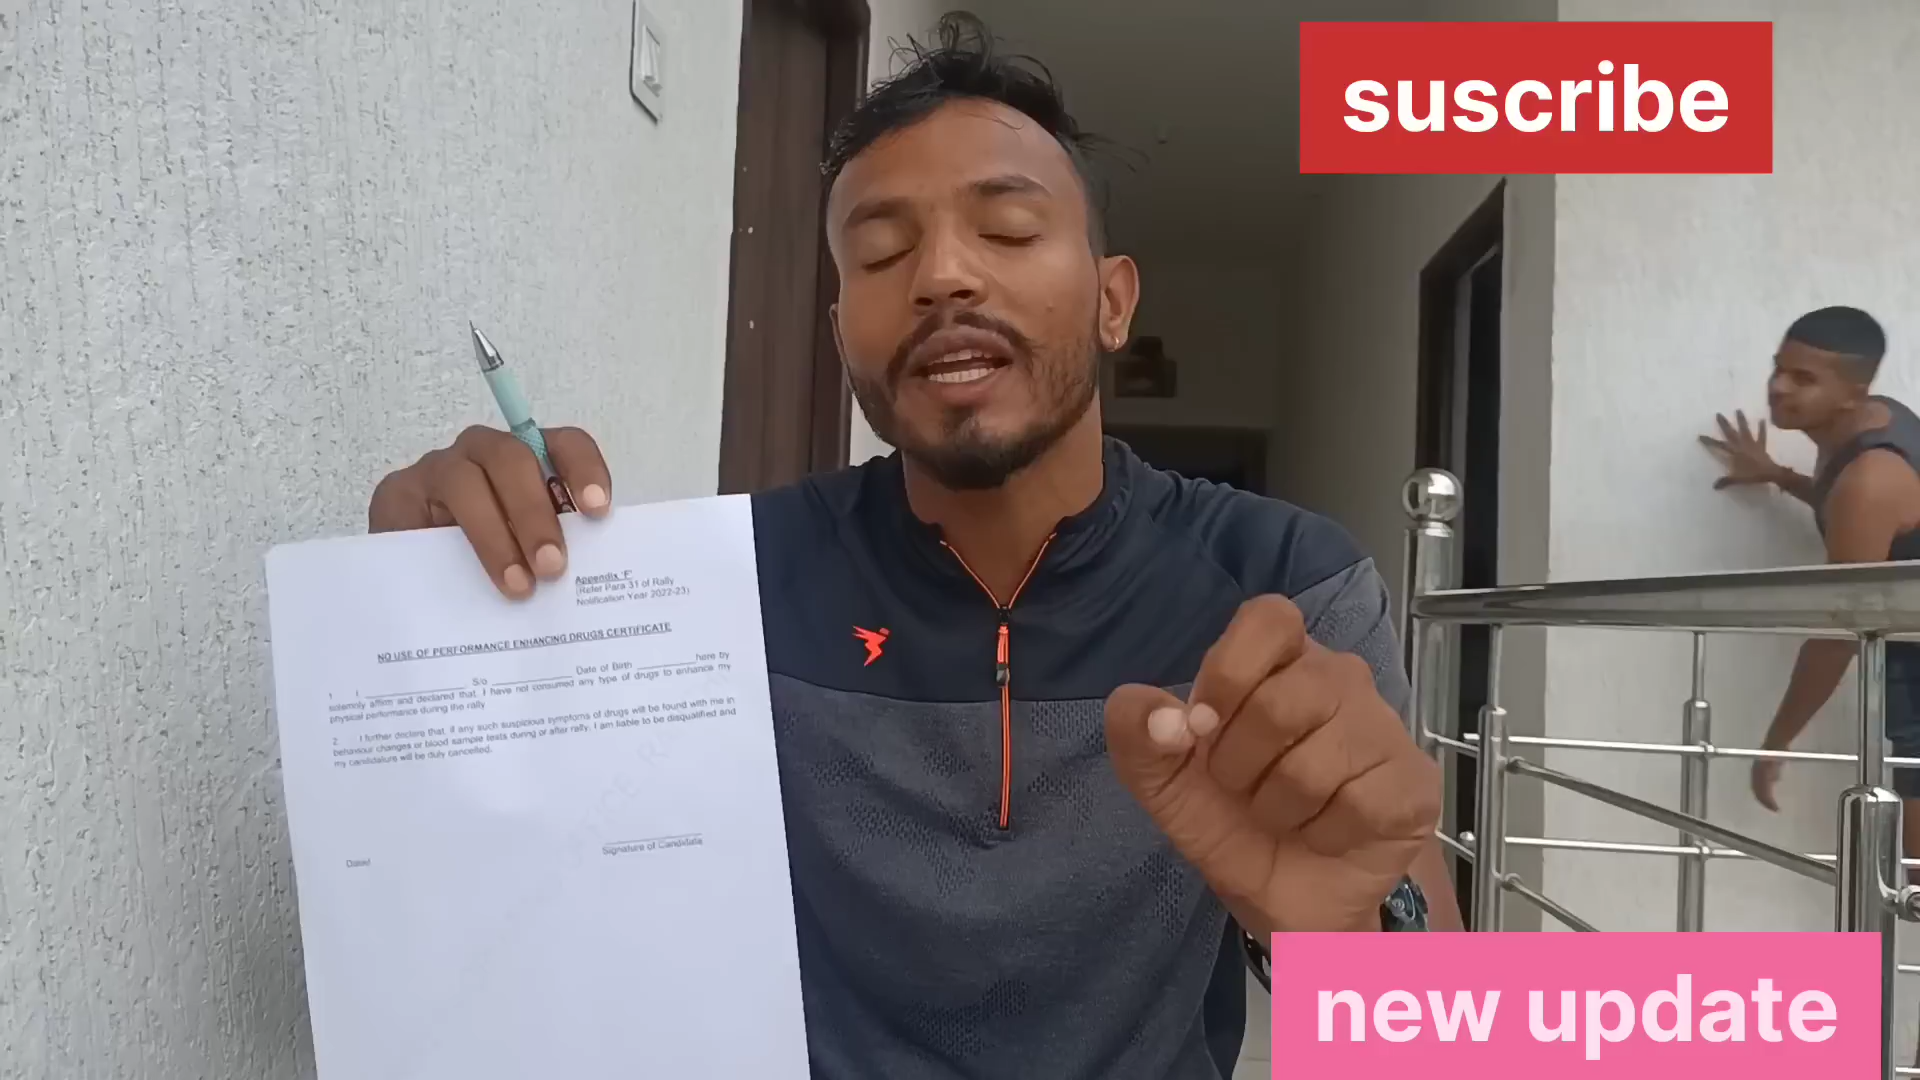 suscribe
Appendix 'F'
(Refer Para 31 of Rally
Notification Year 2022-23)
NO USE OF PERFORMANCE ENHANCING DRUGS CERTIFICATE
1. I ____________ S/o ____________ Date of Birth ________ here by
solemnly affirm and declared that, I have not consumed any type of drugs to enhance my
physical performance during the rally.
2. I further declare that, if any such suspicious symptoms of drugs will be found with me in
behaviour changes or blood sample tests during or after rally, I am liable to be disqualified and
my candidature will be duly cancelled.
Signature of Candidate
Dated
new update